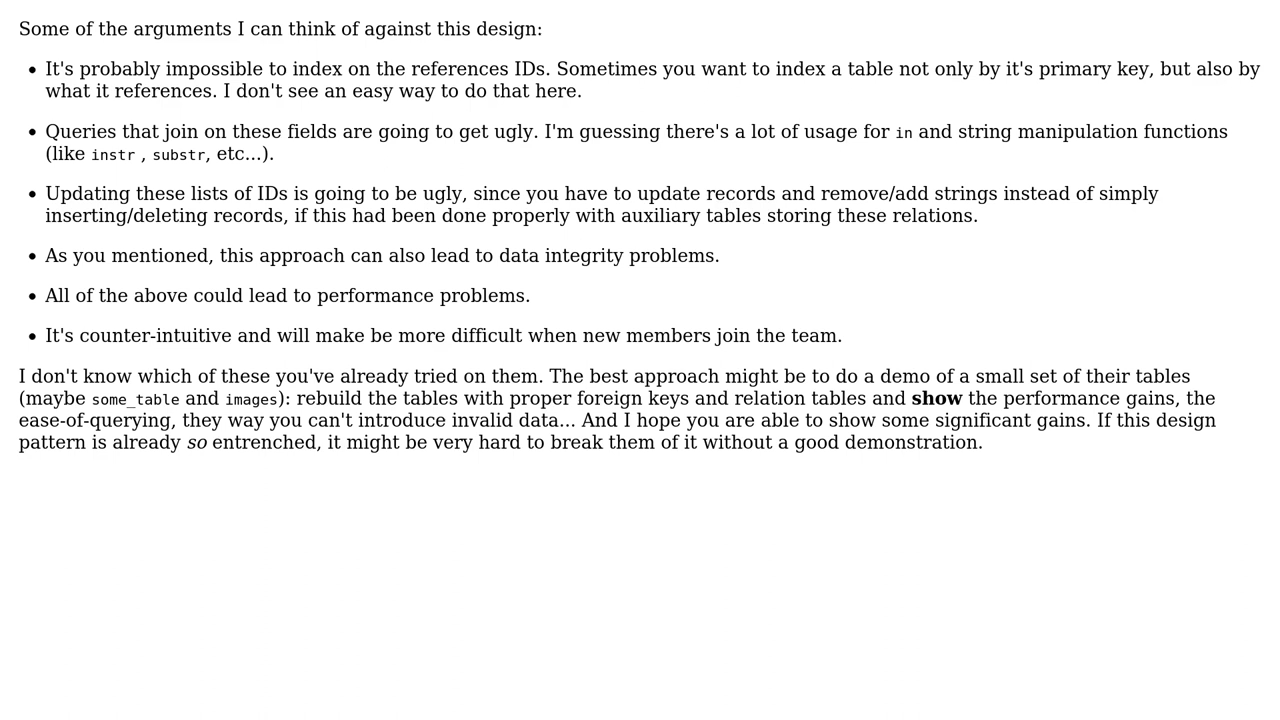 Some of the arguments I can think of against this design:
• It's probably impossible to index on the references IDs. Sometimes you want to index a table not only by it's primary key, but also by
what it references. I don't see an easy way to do that here.
• Queries that join on these fields are going to get ugly. I'm guessing there's a lot of usage for in and string manipulation functions
(like instr , substr, etc...).
• Updating these lists of IDs is going to be ugly, since you have to update records and remove/add strings instead of simply
inserting/deleting records, if this had been done properly with auxiliary tables storing these relations.
• As you mentioned, this approach can also lead to data integrity problems.
• All of the above could lead to performance problems.
• It's counter-intuitive and will make be more difficult when new members join the team.
I don't know which of these you've already tried on them. The best approach might be to do a demo of a small set of their tables
(maybe some_table and images): rebuild the tables with proper foreign keys and relation tables and show the performance gains, the
ease-of-querying, they way you can't introduce invalid data... And I hope you are able to show some significant gains. If this design
pattern is already so entrenched, it might be very hard to break them of it without a good demonstration.